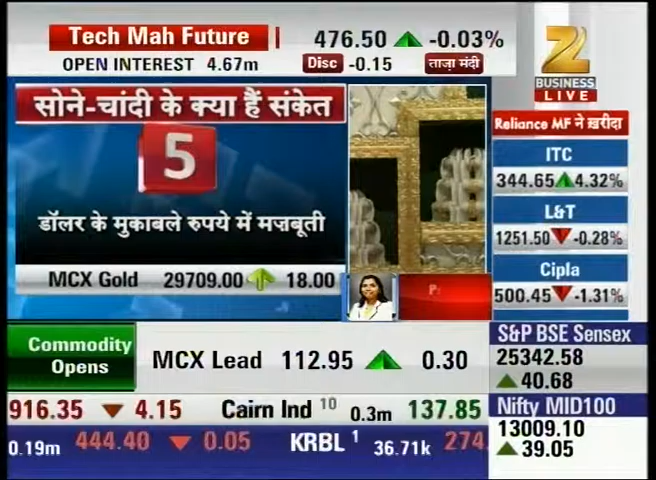 Tech Mah Future
476.50 -0.03%
OPEN INTEREST 4.67m
Disc -0.15 ताज़ा मंदी
Z
BUSINESS
LIVE
सोने-चांदी के क्या हैं संकेत
5
डॉलर के मुकाबले रुपये में मजबूती
MCX Gold 29709.00 18.00
Reliance MF ने ख़रीदा
ITC
344.65 4.32%
L&T
1251.50 -0.28%
Cipla
500.45 -1.31%
Commodity
Opens
MCX Lead 112.95 0.30
S&P BSE Sensex
25342.58
40.68
916.35 4.15 Cairn Ind 10 0.3m 137.85
Nifty MID100
13009.10
39.05
0.19m 444.40 0.05 KRBL 1 36.71k 274.